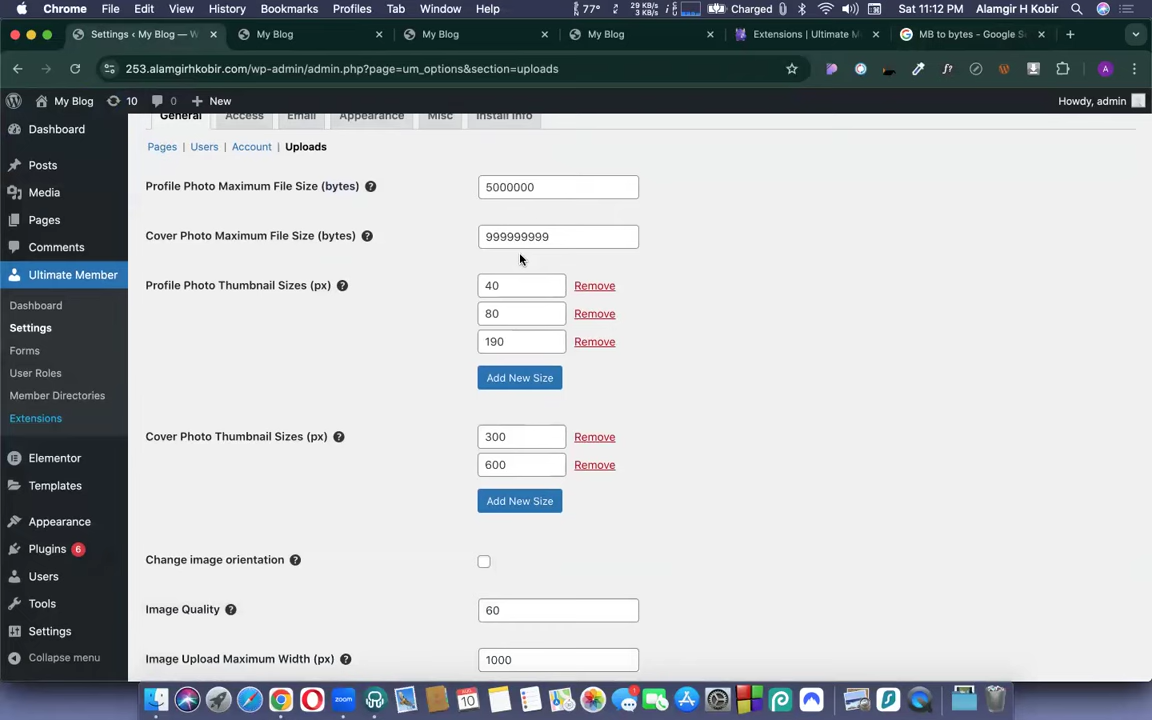 Chrome File Edit View History Bookmarks Profiles Tab Window Help 77° 29 KB/s 3 KB/s Charged Sat 11:12 PM Alamgir H Kobir
Settings ‹ My Blog — W My Blog My Blog My Blog Extensions | Ultimate M MB to bytes - Google S
253.alamgirhkobir.com/wp-admin/admin.php?page=um_options&section=uploads
My Blog 10 0 New Howdy, admin
General Access Email Appearance Misc Install Info
Dashboard
Pages | Users | Account | Uploads
Posts
Profile Photo Maximum File Size (bytes) 5000000
Media
Pages
Cover Photo Maximum File Size (bytes) 999999999
Comments
Ultimate Member
Profile Photo Thumbnail Sizes (px) 40 Remove
Dashboard
80 Remove
Settings
190 Remove
Forms
User Roles
Add New Size
Member Directories
Extensions
Cover Photo Thumbnail Sizes (px) 300 Remove
Elementor
600 Remove
Templates
Add New Size
Appearance
Plugins 6
Change image orientation
Users
Tools
Image Quality 60
Settings
Collapse menu
Image Upload Maximum Width (px) 1000
zoom
SUN
10